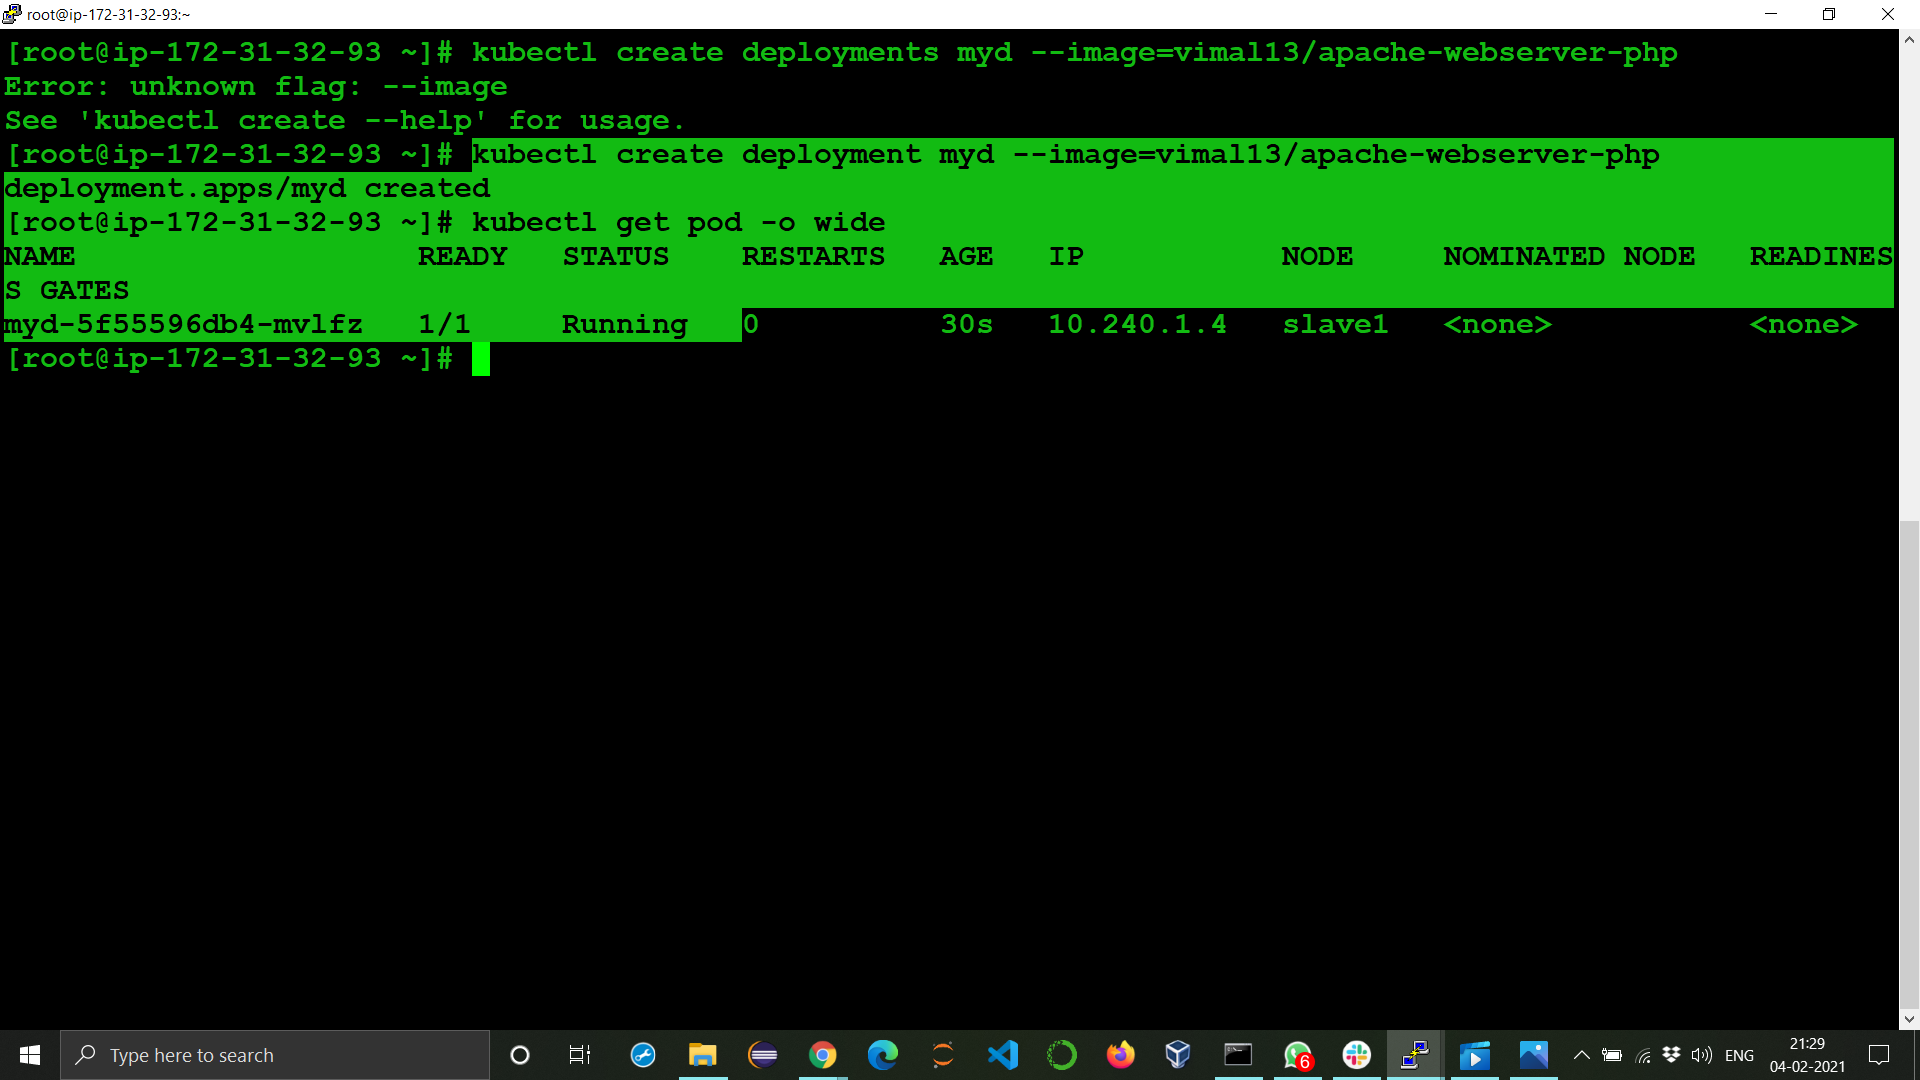 root@ip-172-31-32-93:~
[root@ip-172-31-32-93 ~]# kubectl create deployments myd --image=vimal13/apache-webserver-php
Error: unknown flag: --image
See 'kubectl create --help' for usage.
[root@ip-172-31-32-93 ~]# kubectl create deployment myd --image=vimal13/apache-webserver-php
deployment.apps/myd created
[root@ip-172-31-32-93 ~]# kubectl get pod -o wide
NAME READY STATUS RESTARTS AGE IP NODE NOMINATED NODE READINES
S GATES
myd-5f55596db4-mvlfz 1/1 Running 0 30s 10.240.1.4 slave1 <none> <none>
[root@ip-172-31-32-93 ~]#
Type here to search
6
ENG
21:29
04-02-2021